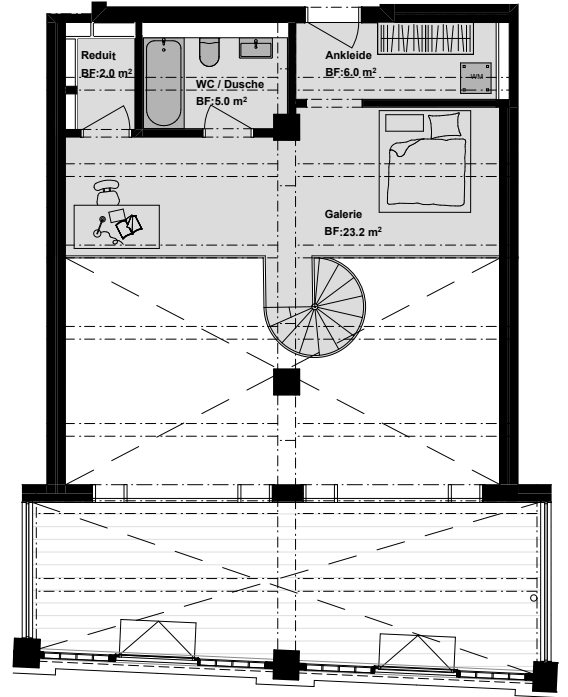 Reduit
BF:2.0 m²
WC / Dusche
BF:5.0 m²
Ankleide
BF:6.0 m²
WM
Galerie
BF:23.2 m²